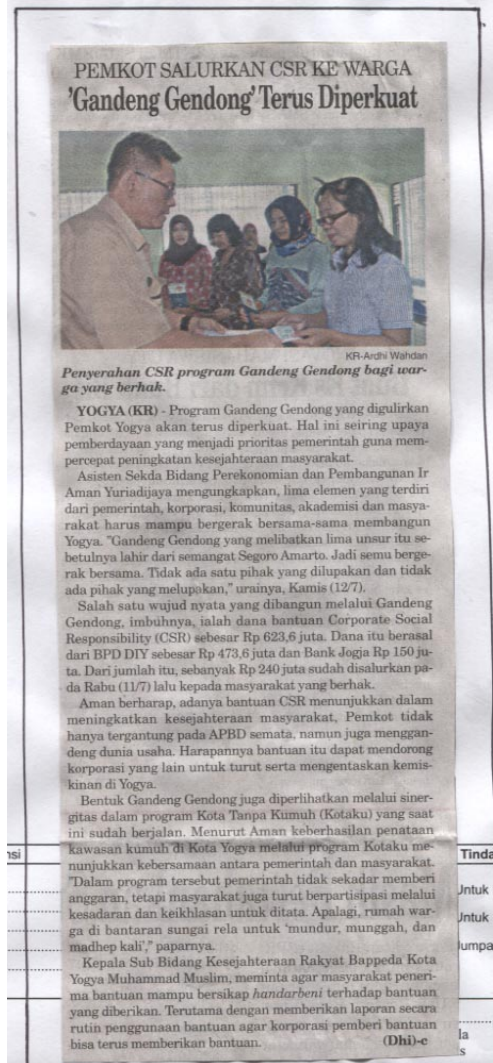 PEMKOT SALURKAN CSR KE WARGA
'Gandeng Gendong' Terus Diperkuat
KR-Ardhi Wahdan
Penyerahan CSR program Gandeng Gendong bagi war-
ga yang berhak.
YOGYA (KR) - Program Gandeng Gendong yang digulirkan
Pemkot Yogya akan terus diperkuat. Hal ini seiring upaya
pemberdayaan yang menjadi prioritas pemerintah guna mem-
percepat peningkatan kesejahteraan masyarakat.
Asisten Sekda Bidang Perekonomian dan Pembangunan Ir
Aman Yuriadijaya mengungkapkan, lima elemen yang terdiri
dari pemerintah, korporasi, komunitas, akademisi dan masya-
rakat harus mampu bergerak bersama-sama membangun
Yogya. "Gandeng Gendong yang melibatkan lima unsur itu se-
betulnya lahir dari semangat Segoro Amarto. Jadi semu berge-
rak bersama. Tidak ada satu pihak yang dilupakan dan tidak
ada pihak yang melupakan," urainya, Kamis (12/7).
Salah satu wujud nyata yang dibangun melalui Gandeng
Gendong, imbuhnya, ialah dana bantuan Corporate Social
Responsibility (CSR) sebesar Rp 623,6 juta. Dana itu berasal
dari BPD DIY sebesar Rp 473,6 juta dan Bank Jogja Rp 150 ju-
ta. Dari jumlah itu, sebanyak Rp 240 juta sudah disalurkan pa-
da Rabu (11/7) lalu kepada masyarakat yang berhak.
Aman berharap, adanya bantuan CSR menunjukkan dalam
meningkatkan kesejahteraan masyarakat, Pemkot tidak
hanya tergantung pada APBD semata, namun juga menggan-
deng dunia usaha. Harapannya bantuan itu dapat mendorong
korporasi yang lain untuk turut serta mengentaskan kemis-
kinan di Yogya.
Bentuk Gandeng Gendong juga diperlihatkan melalui siner-
gitas dalam program Kota Tanpa Kumuh (Kotaku) yang saat
ini sudah berjalan. Menurut Aman keberhasilan penataan
kawasan kumuh di Kota Yogya melalui program Kotaku me-
nunjukkan kebersamaan antara pemerintah dan masyarakat.
"Dalam program tersebut pemerintah tidak sekadar memberi
anggaran, tetapi masyarakat juga turut berpartisipasi melalui
kesadaran dan keikhlasan untuk ditata. Apalagi, rumah war-
ga di bantaran sungai rela untuk 'mundur, munggah, dan
madhep kali'," paparnya.
Kepala Sub Bidang Kesejahteraan Rakyat Bappeda Kota
Yogya Muhammad Muslim, meminta agar masyarakat peneri-
ma bantuan mampu bersikap handarbeni terhadap bantuan
yang diberikan. Terutama dengan memberikan laporan secara
rutin penggunaan bantuan agar korporasi pemberi bantuan
bisa terus memberikan bantuan. (Dhi)-c
nsi
Tinda
Untuk
Untuk
umpa
la
s